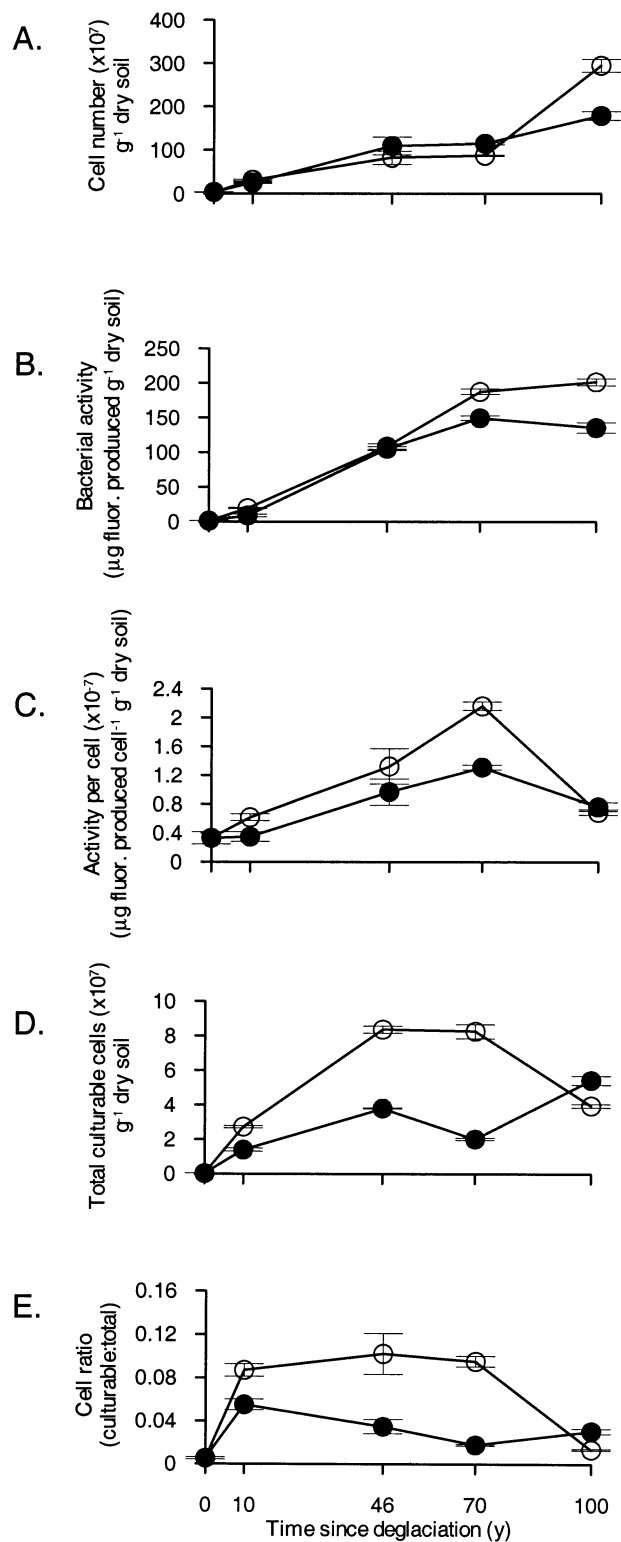 A.
Cell number (x10⁷)
g⁻¹ dry soil
400
300
200
100
0
B.
Bacterial activity
(µg fluor. produuced g⁻¹ dry soil)
250
200
150
100
50
0
C.
Activity per cell (x10⁻⁷)
(µg fluor. produced cell⁻¹ g⁻¹ dry soil)
2.4
2
1.6
1.2
0.8
0.4
0
D.
Total culturable cells (x10⁷)
g⁻¹ dry soil
10
8
6
4
2
0
E.
Cell ratio
(culturable:total)
0.16
0.12
0.08
0.04
0
0 10 46 70 100
Time since deglaciation (y)